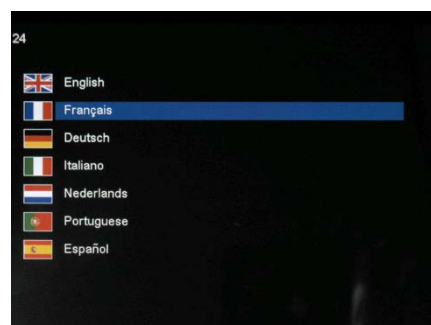 24
English
Français
Deutsch
Italiano
Nederlands
Portuguese
Español